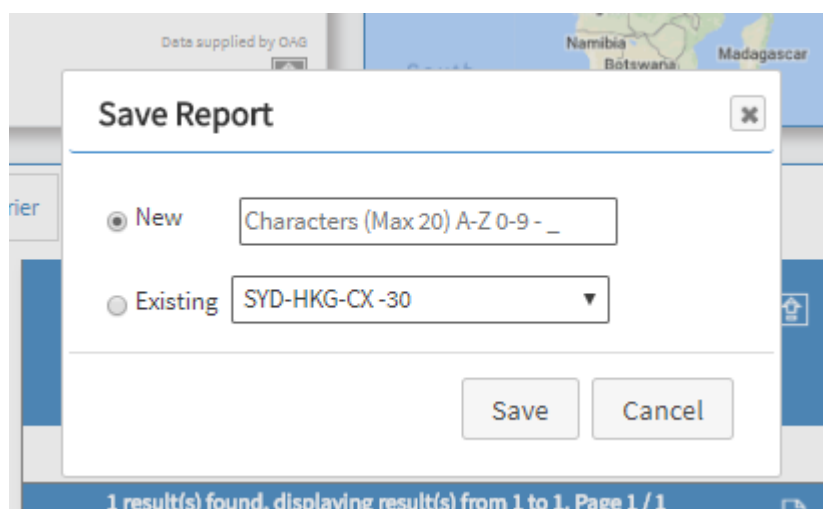 Data supplied by OAG
Namibia
Botswana
Madagascar
Save Report
rier
New
Characters (Max 20) A-Z 0-9 - _
Existing
SYD-HKG-CX -30
Save
Cancel
1 result(s) found, displaying result(s) from 1 to 1. Page 1 / 1